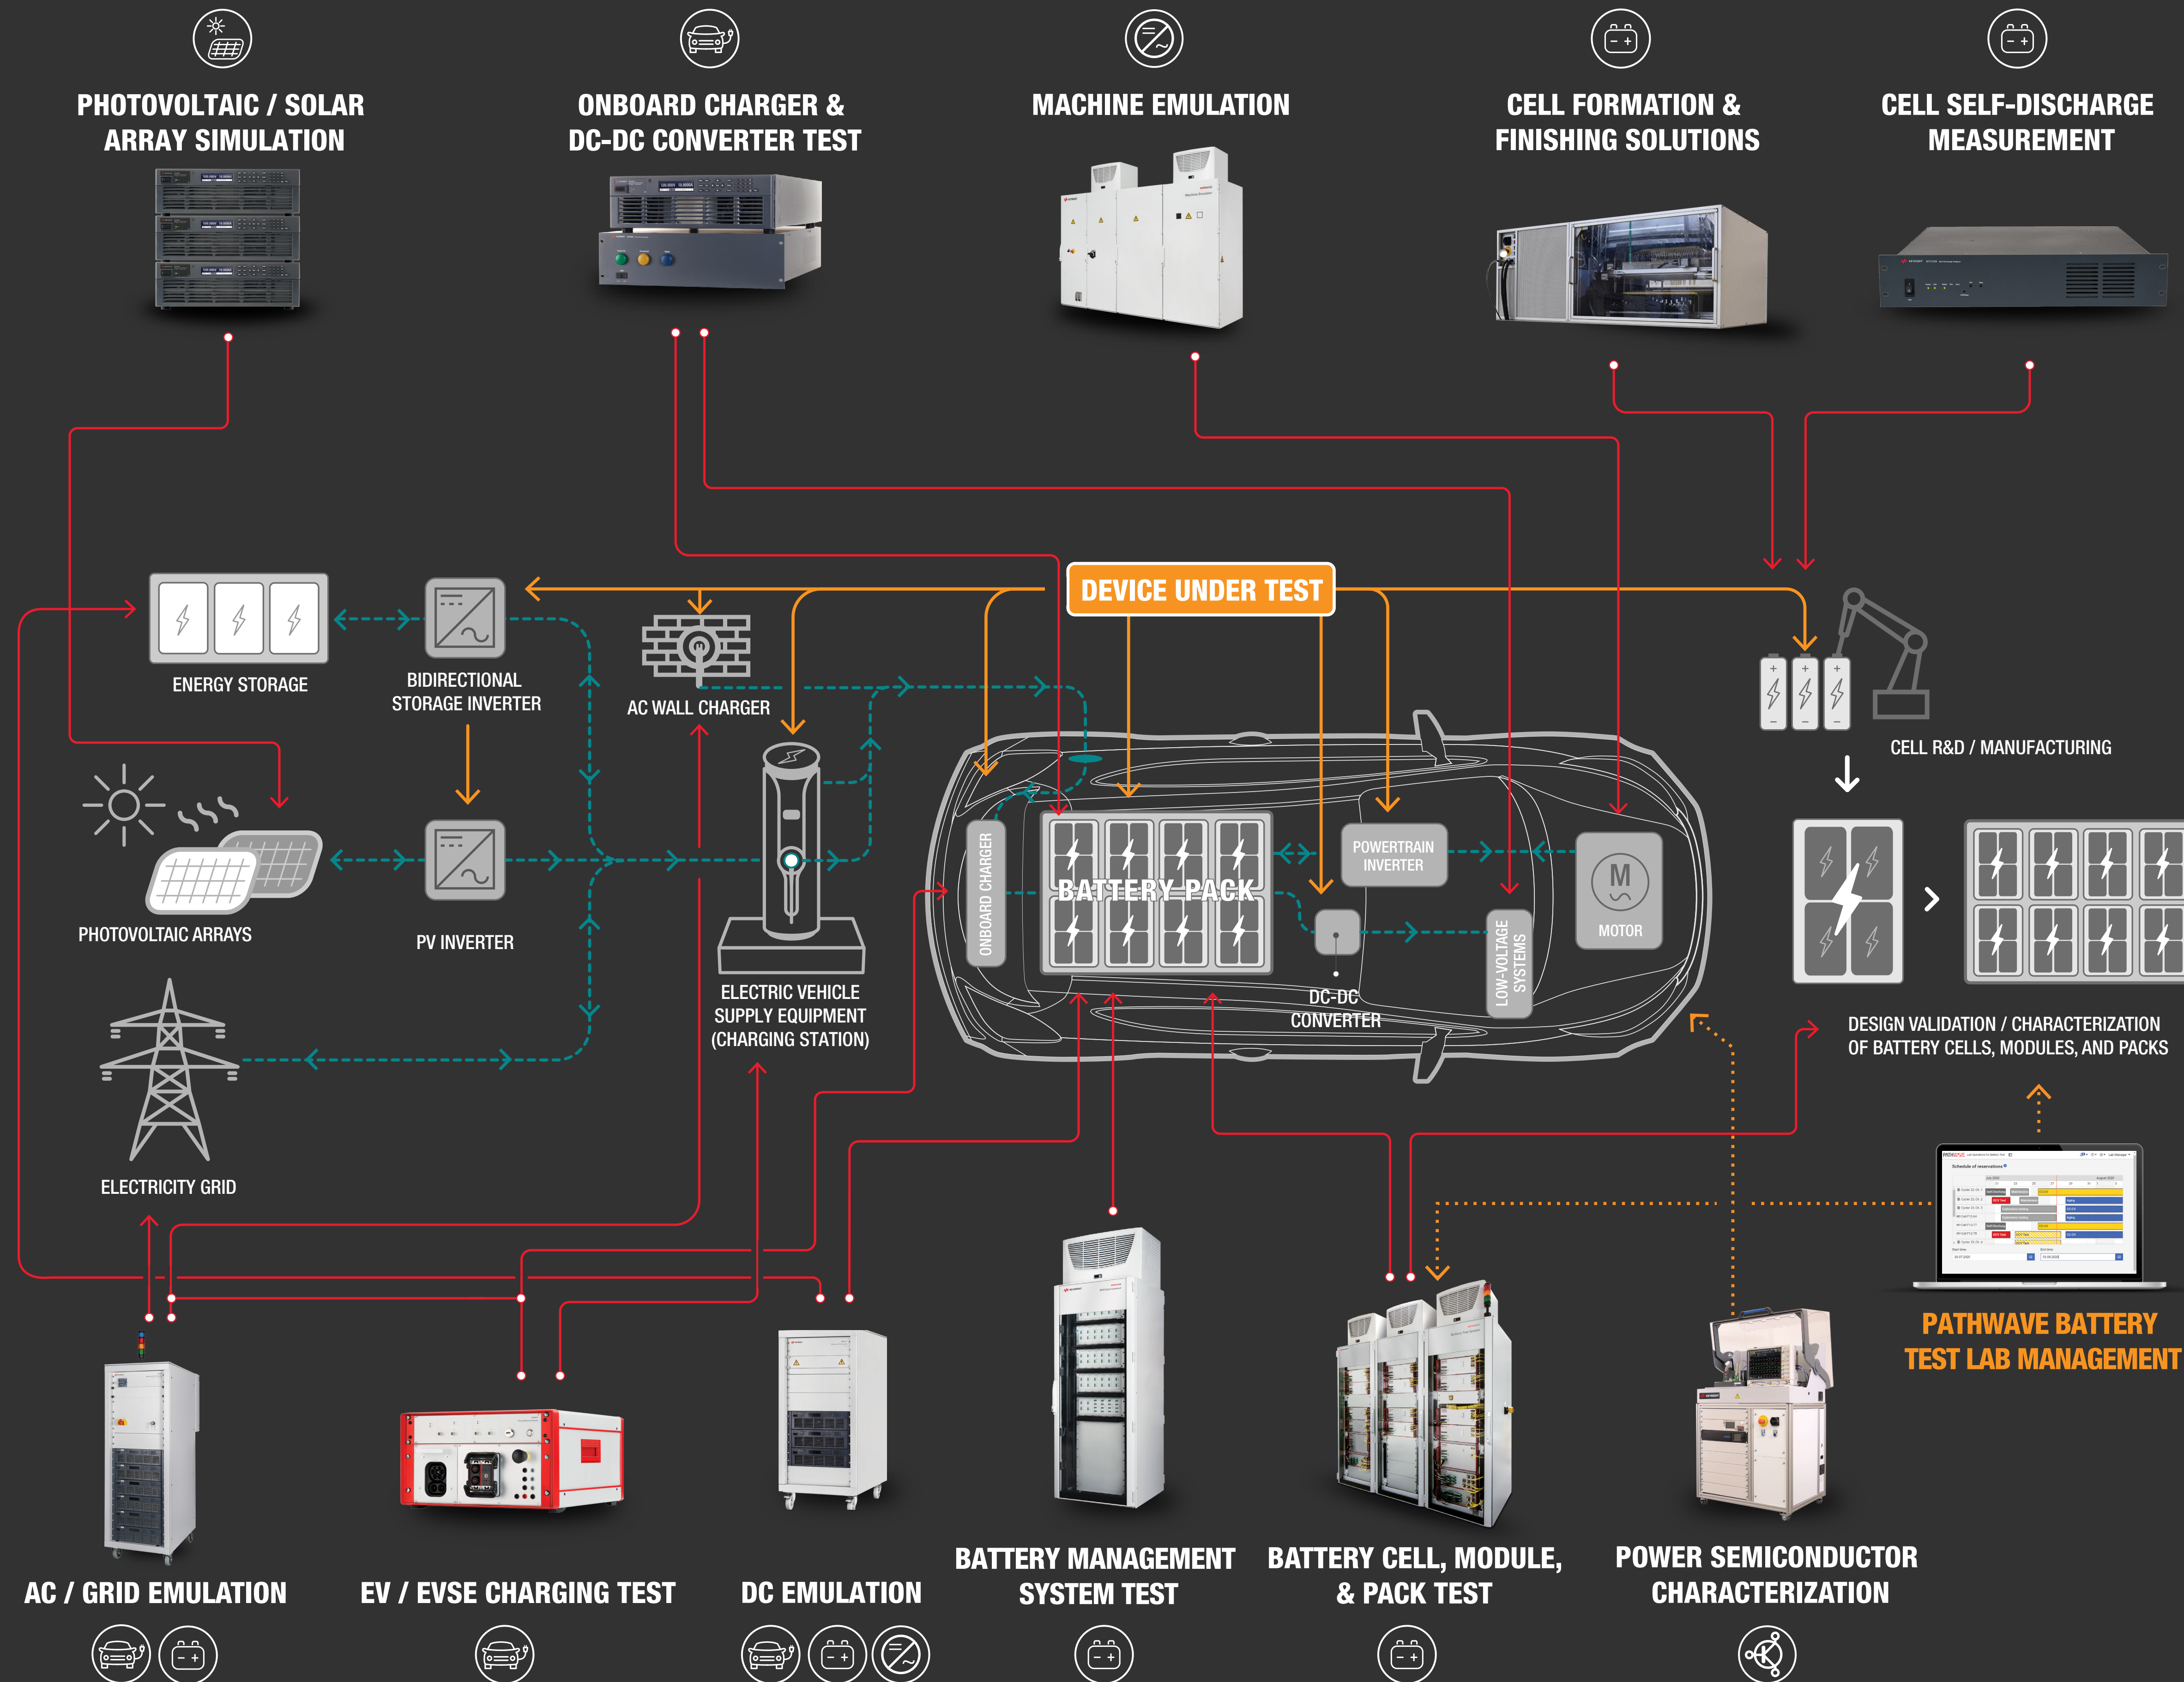 PHOTOVOLTAIC / SOLAR
ARRAY SIMULATION
ONBOARD CHARGER &
DC-DC CONVERTER TEST
MACHINE EMULATION
CELL FORMATION &
FINISHING SOLUTIONS
CELL SELF-DISCHARGE
MEASUREMENT
DEVICE UNDER TEST
ENERGY STORAGE
BIDIRECTIONAL
STORAGE INVERTER
AC WALL CHARGER
CELL R&D / MANUFACTURING
PHOTOVOLTAIC ARRAYS
PV INVERTER
ELECTRIC VEHICLE
SUPPLY EQUIPMENT
(CHARGING STATION)
ONBOARD CHARGER
BATTERY PACK
POWERTRAIN
INVERTER
DC-DC
CONVERTER
LOW-VOLTAGE
SYSTEMS
M
MOTOR
DESIGN VALIDATION / CHARACTERIZATION
OF BATTERY CELLS, MODULES, AND PACKS
ELECTRICITY GRID
Schedule of reservations
PATHWAVE BATTERY
TEST LAB MANAGEMENT
AC / GRID EMULATION
EV / EVSE CHARGING TEST
DC EMULATION
BATTERY MANAGEMENT
SYSTEM TEST
BATTERY CELL, MODULE,
& PACK TEST
POWER SEMICONDUCTOR
CHARACTERIZATION